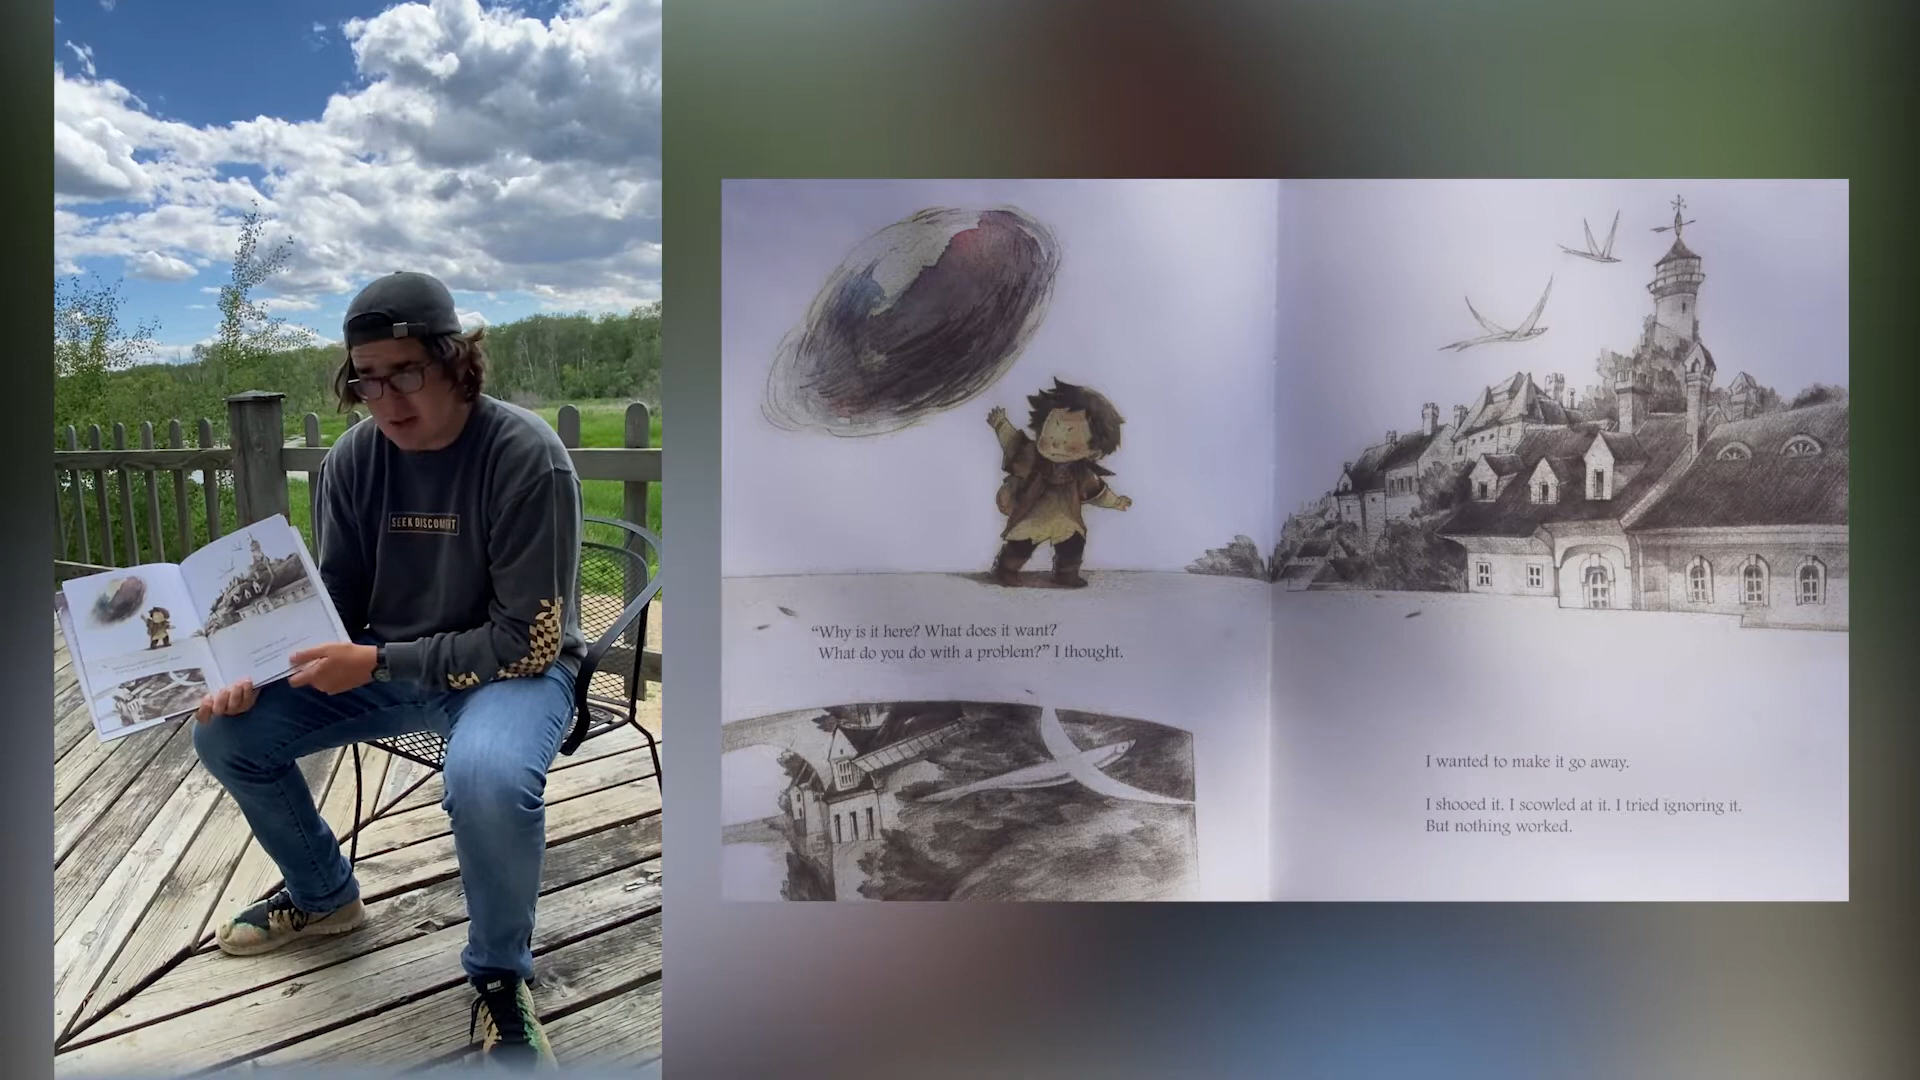 SEEK DISCOMFORT
"Why is it here? What does it want?
What do you do with a problem?" I thought.
I wanted to make it go away.
I shooed it. I scowled at it. I tried ignoring it.
But nothing worked.
NIKE